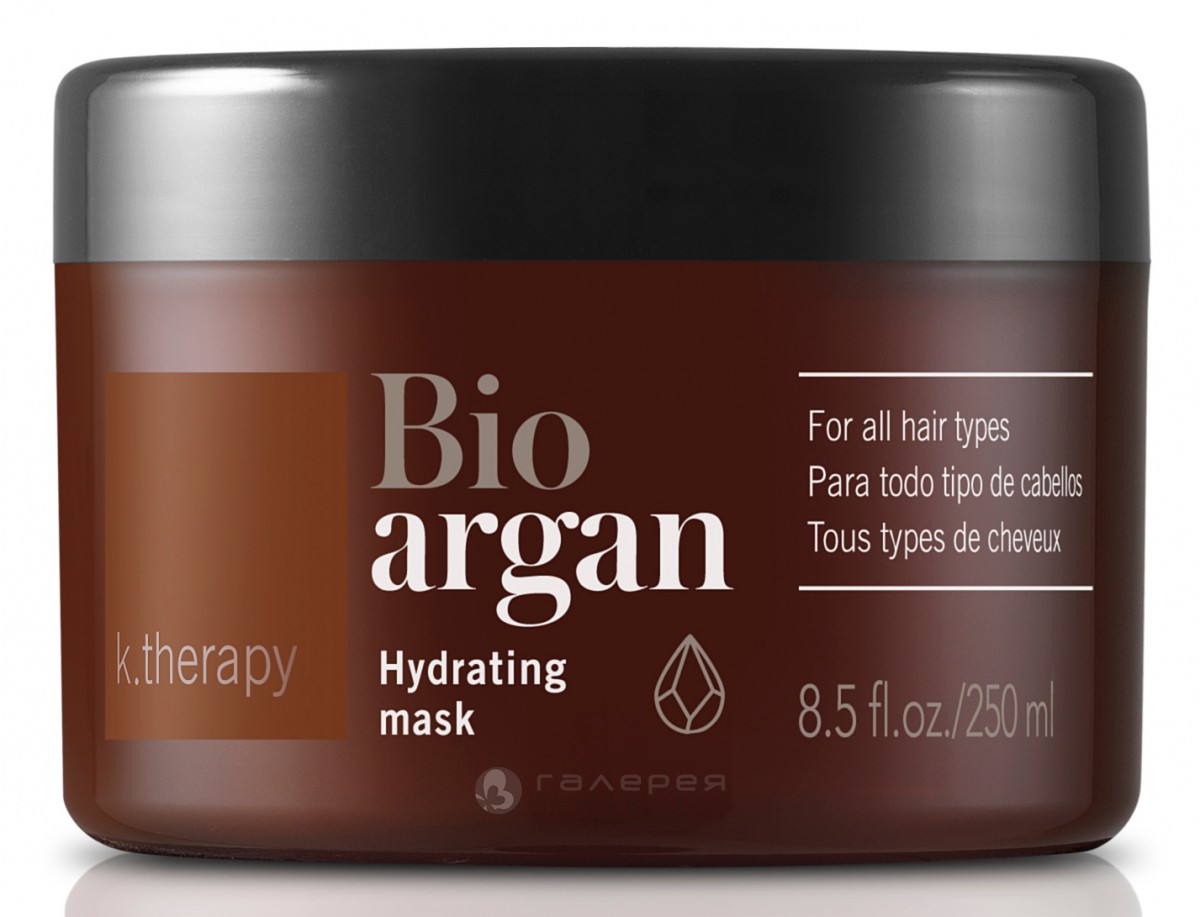 k.therapy
Bio
argan
Hydrating
mask
For all hair types
Para todo tipo de cabellos
Tous types de cheveux
8.5 fl.oz./250 ml
галерея